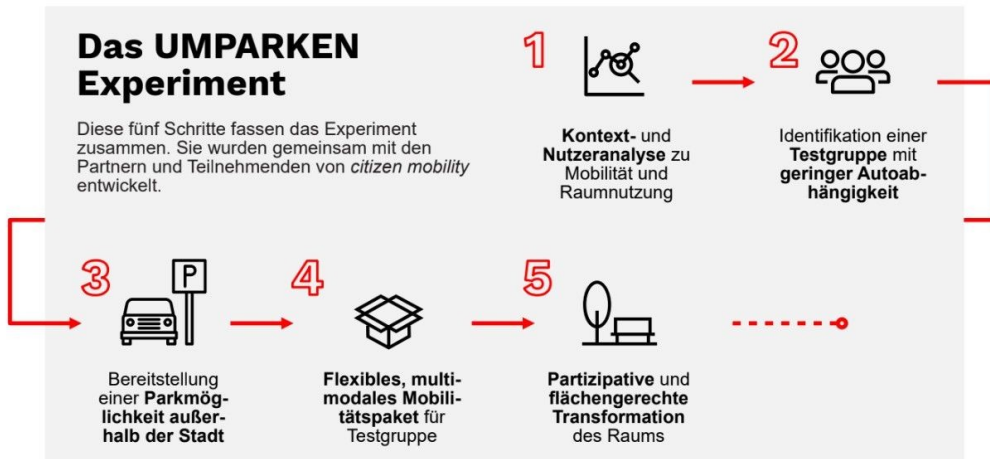 Das UMPARKEN
Experiment
Diese fünf Schritte fassen das Experiment
zusammen. Sie wurden gemeinsam mit den
Partnern und Teilnehmenden von citizen mobility
entwickelt.
1
Kontext- und
Nutzeranalyse zu
Mobilität und
Raumnutzung
2
Identifikation einer
Testgruppe mit
geringer Autoab-
hängigkeit
3
P
Bereitstellung
einer Parkmög-
lichkeit außer-
halb der Stadt
4
Flexibles, multi-
modales Mobili-
tätspaket für
Testgruppe
5
Partizipative und
flächengerechte
Transformation
des Raums